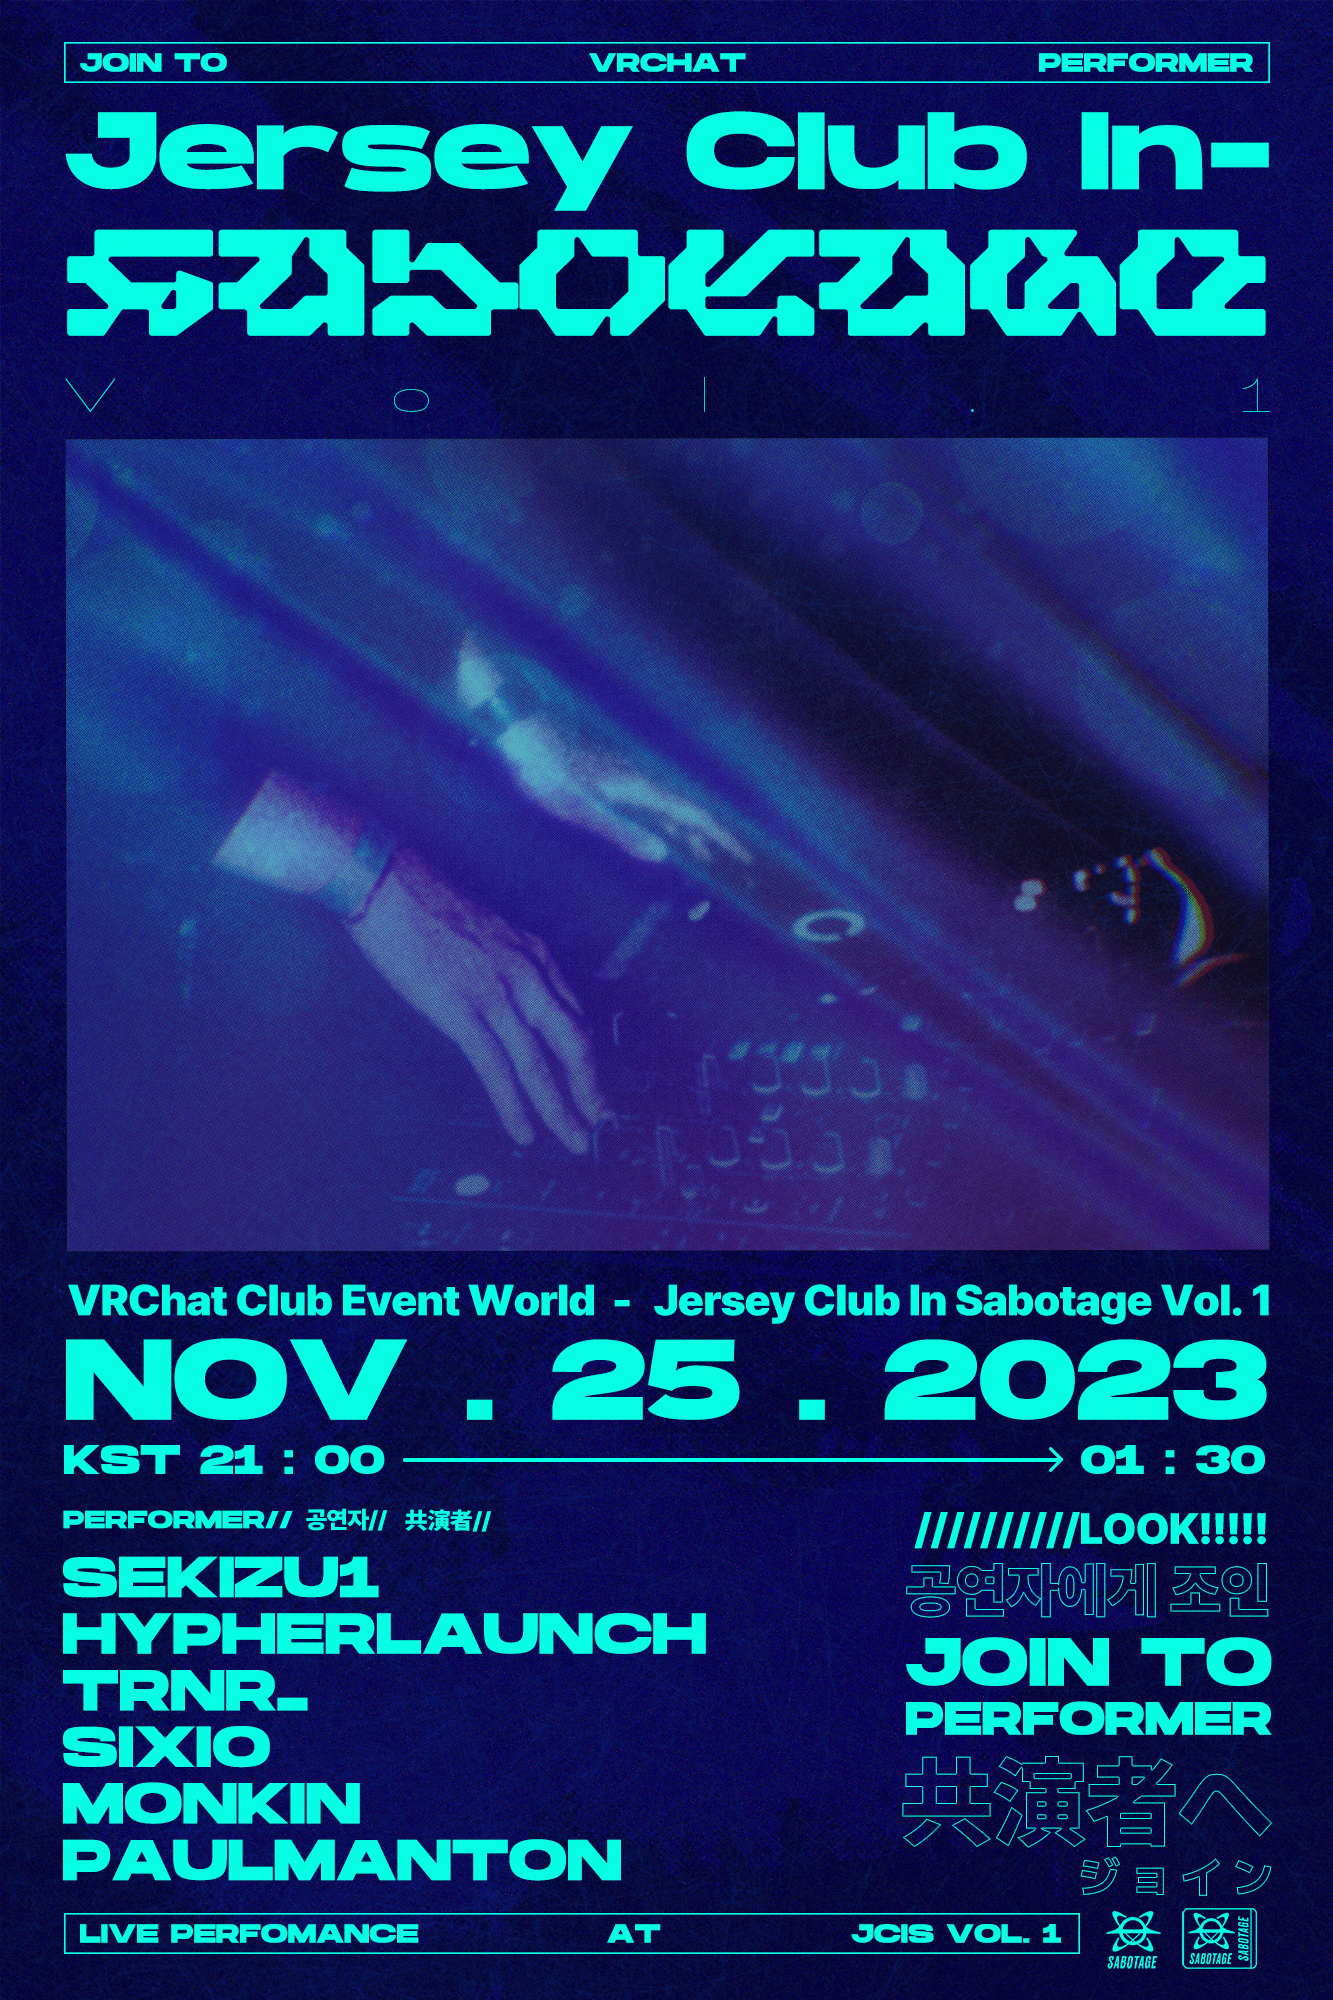 JOIN TO VRCHAT PERFORMER
Jersey Club In-
SABOTAGE
Vol.1
VRChat Club Event World - Jersey Club In Sabotage Vol. 1
NOV . 25 . 2023
KST 21 : 00 → 01 : 30
PERFORMER// 공연자// 共演者//
SEKIZU1
HYPHERLAUNCH
TRNR_
SIXIO
MONKIN
PAULMANTON
//////////LOOK!!!!!
공연자에게 조인
JOIN TO
PERFORMER
共演者へ
ジョイン
LIVE PERFOMANCE AT JCIS VOL. 1
SABOTAGE
SABOTAGE
SABOTAGE